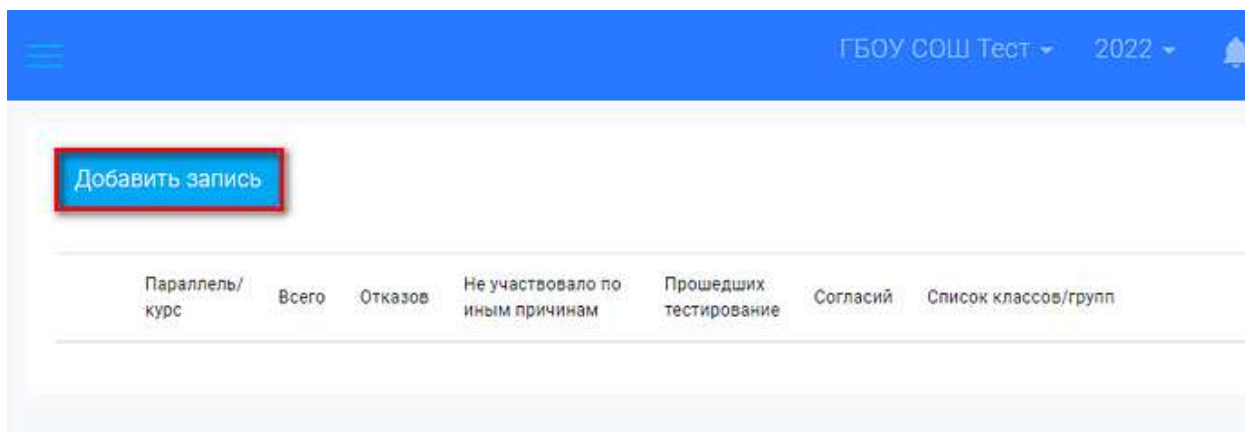 ГБОУ СОШ Тест 2022
Добавить запись
Параллель/
курс
Всего
Отказов
Не участвовало по
иным причинам
Прошедших
тестирование
Согласий
Список классов/групп